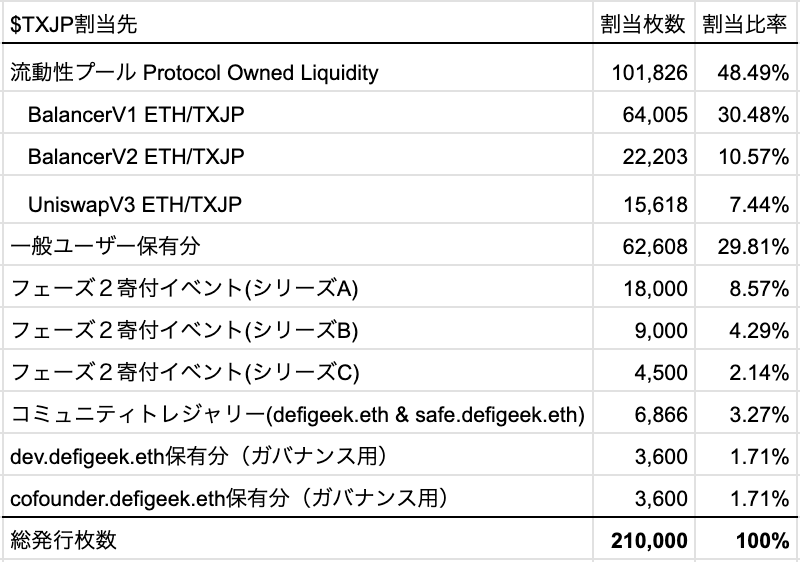 $TXJP割当先 割当枚数 割当比率
流動性プール Protocol Owned Liquidity 101,826 48.49%
BalancerV1 ETH/TXJP 64,005 30.48%
BalancerV2 ETH/TXJP 22,203 10.57%
UniswapV3 ETH/TXJP 15,618 7.44%
一般ユーザー保有分 62,608 29.81%
フェーズ２寄付イベント(シリーズA) 18,000 8.57%
フェーズ２寄付イベント(シリーズB) 9,000 4.29%
フェーズ２寄付イベント(シリーズC) 4,500 2.14%
コミュニティトレジャリー(defigeek.eth & safe.defigeek.eth) 6,866 3.27%
dev.defigeek.eth保有分（ガバナンス用） 3,600 1.71%
cofounder.defigeek.eth保有分（ガバナンス用） 3,600 1.71%
総発行枚数 210,000 100%